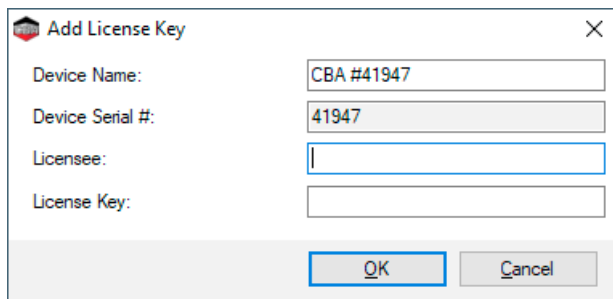 Add License Key
Device Name: CBA #41947
Device Serial #: 41947
Licensee:
License Key:
OK Cancel